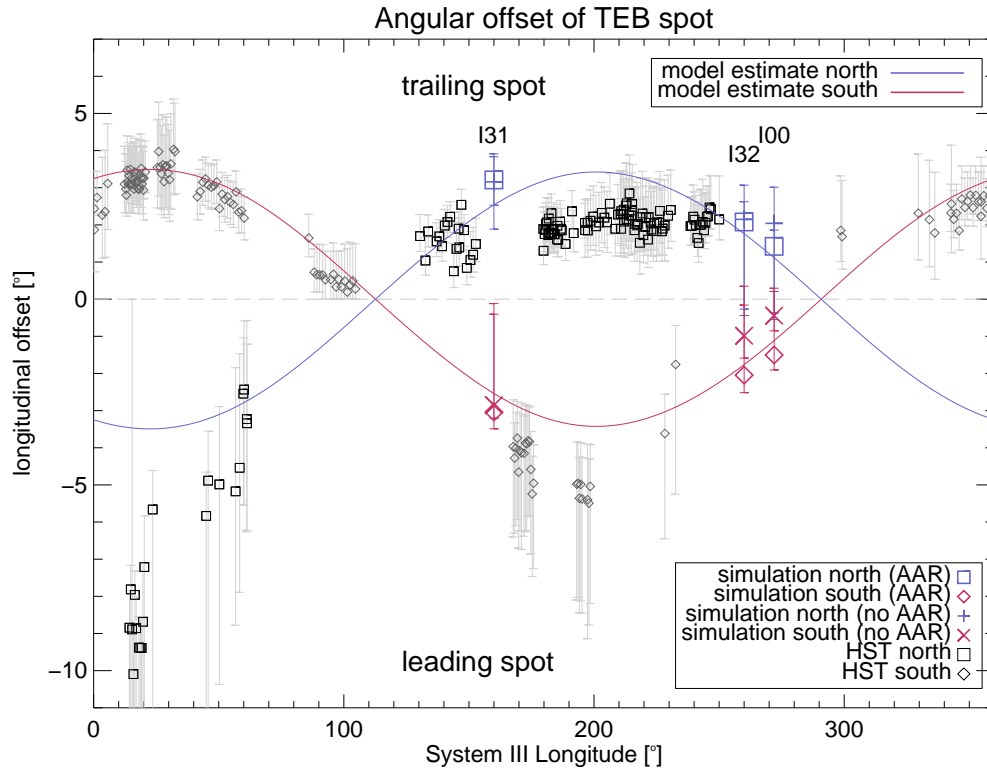 Angular offset of TEB spot
trailing spot
model estimate north
model estimate south
I31
I32
I00
5
0
−5
−10
longitudinal offset [°]
leading spot
simulation north (AAR)
simulation south (AAR)
simulation north (no AAR)
simulation south (no AAR)
HST north
HST south
0
100
200
300
System III Longitude [°]